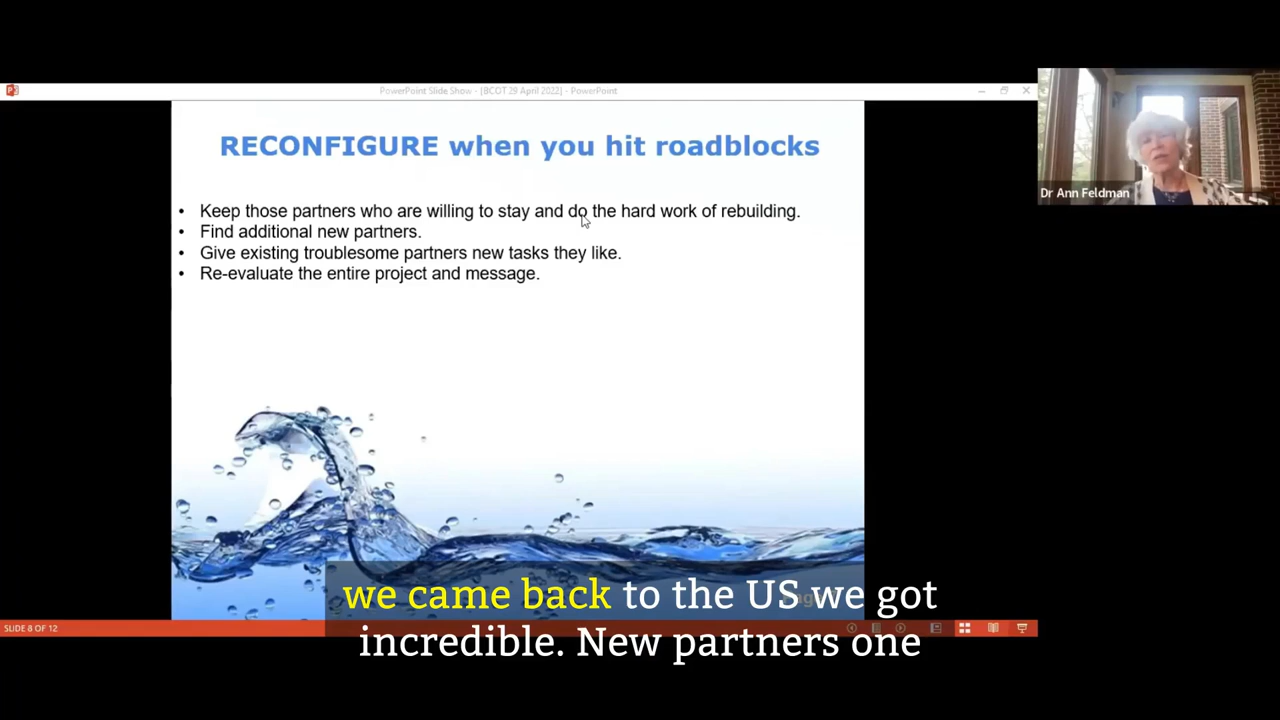 PowerPoint Slide Show - [BCGT 29 April 2022] - PowerPoint
RECONFIGURE when you hit roadblocks
• Keep those partners who are willing to stay and do the hard work of rebuilding.
• Find additional new partners.
• Give existing troublesome partners new tasks they like.
• Re-evaluate the entire project and message.
Dr Ann Feldman
we came back to the US we got
incredible. New partners one
SLIDE 8 OF 12